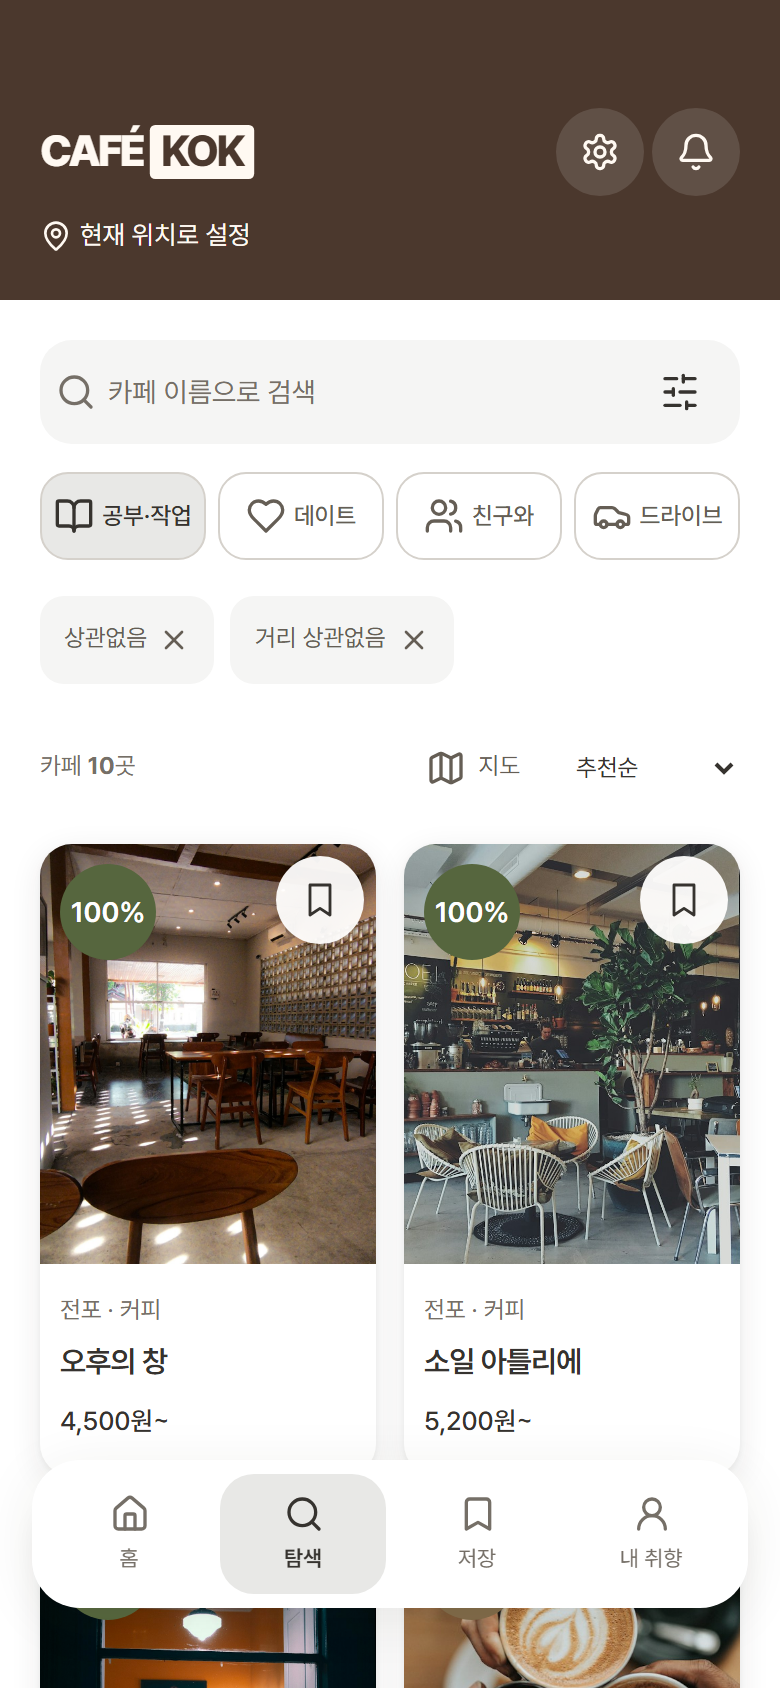 CAFÉ KOK
현재 위치로 설정
카페 이름으로 검색
공부·작업 데이트 친구와 드라이브
상관없음 거리 상관없음
카페 10곳 지도 추천순
100% 100%
전포 · 커피
오후의 창
4,500원~
전포 · 커피
소일 아틀리에
5,200원~
홈 탐색 저장 내 취향